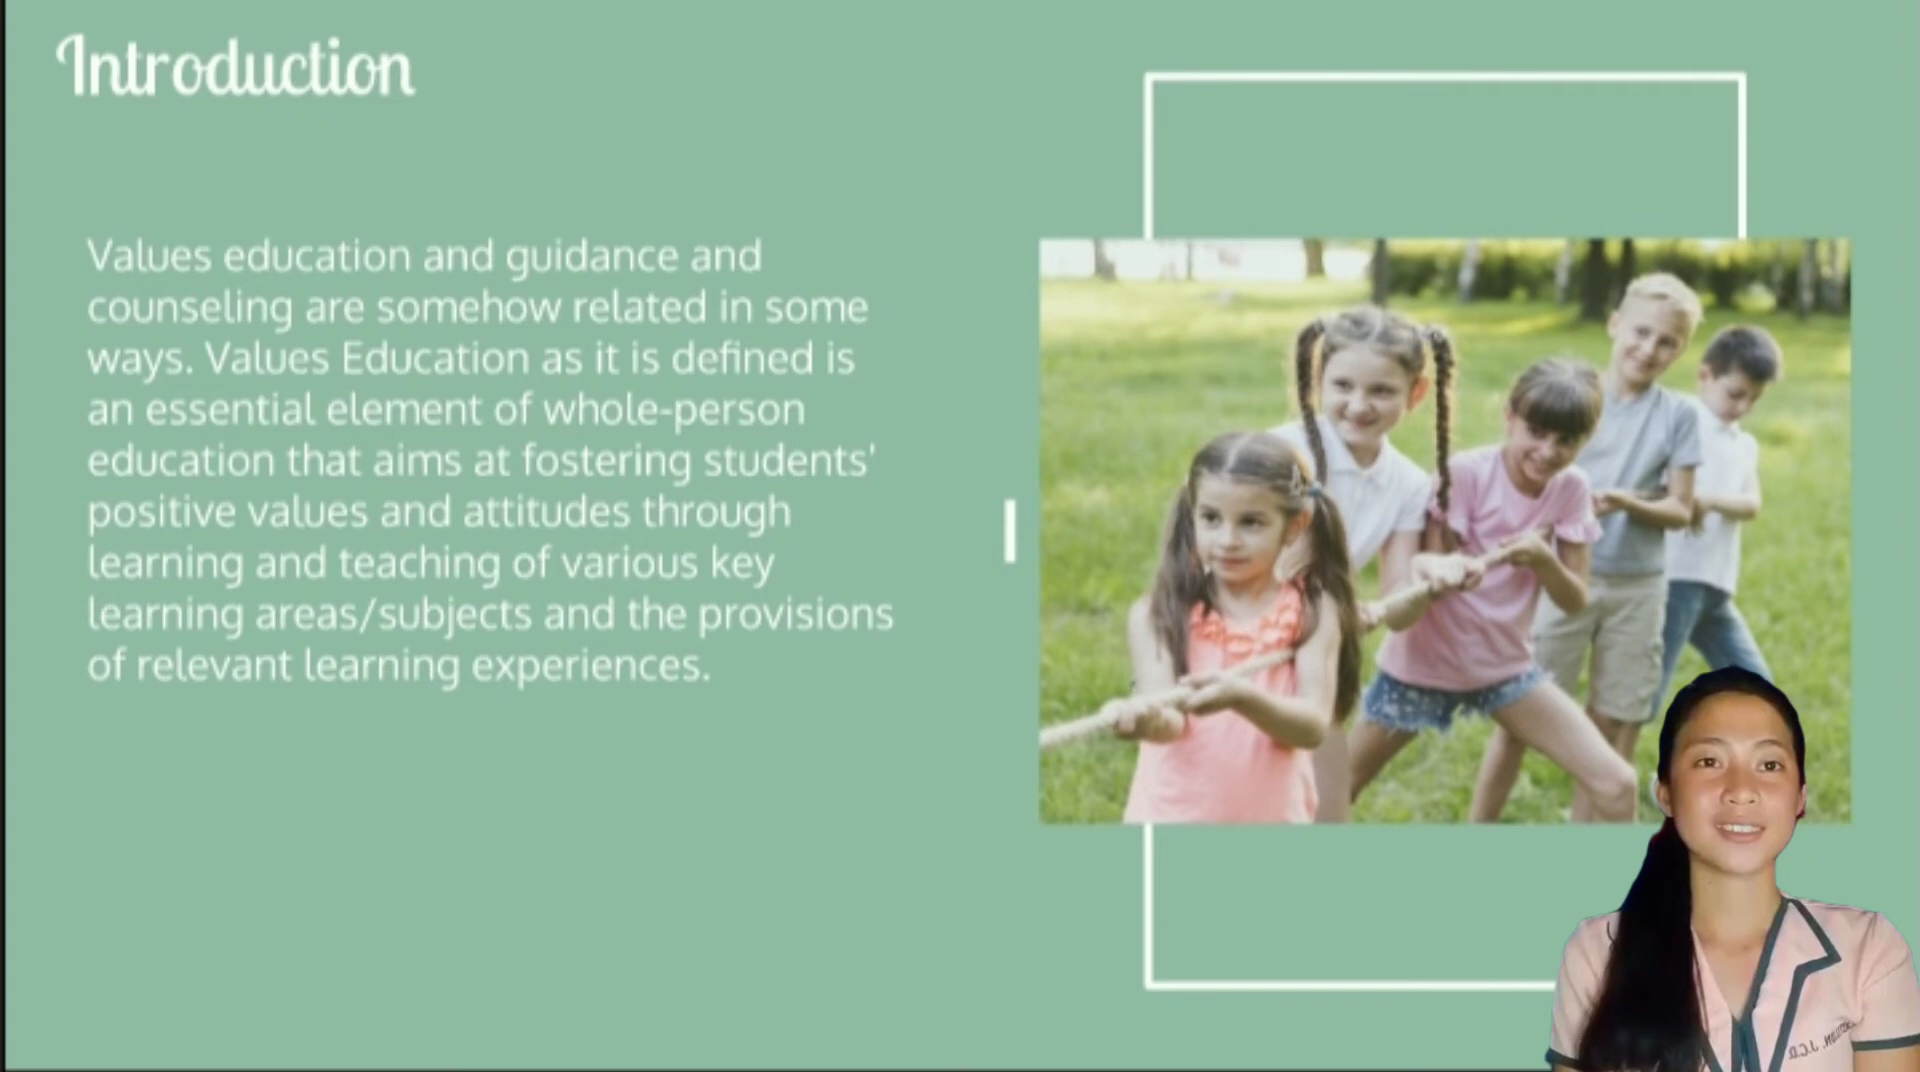 Introduction
Values education and guidance and
counseling are somehow related in some
ways. Values Education as it is defined is
an essential element of whole-person
education that aims at fostering students'
positive values and attitudes through
learning and teaching of various key
learning areas/subjects and the provisions
of relevant learning experiences.